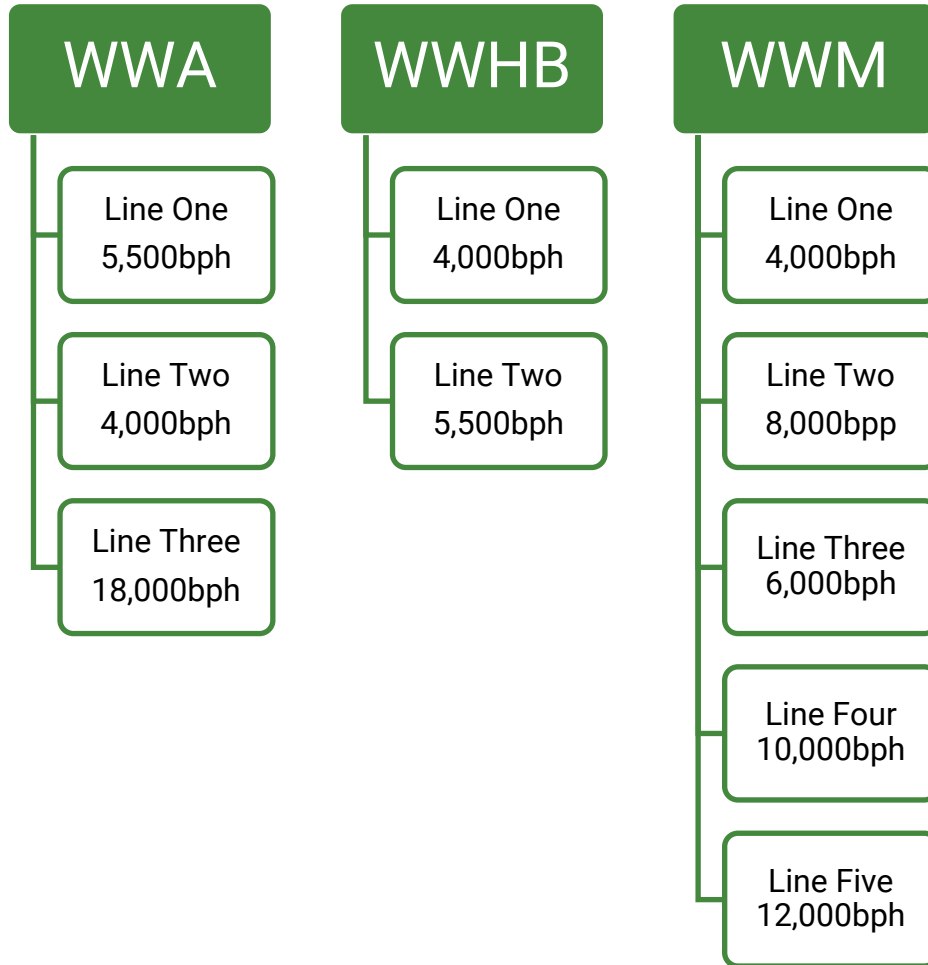 WWA
Line One
5,500bph
Line Two
4,000bph
Line Three
18,000bph
WWHB
Line One
4,000bph
Line Two
5,500bph
WWM
Line One
4,000bph
Line Two
8,000bpp
Line Three
6,000bph
Line Four
10,000bph
Line Five
12,000bph